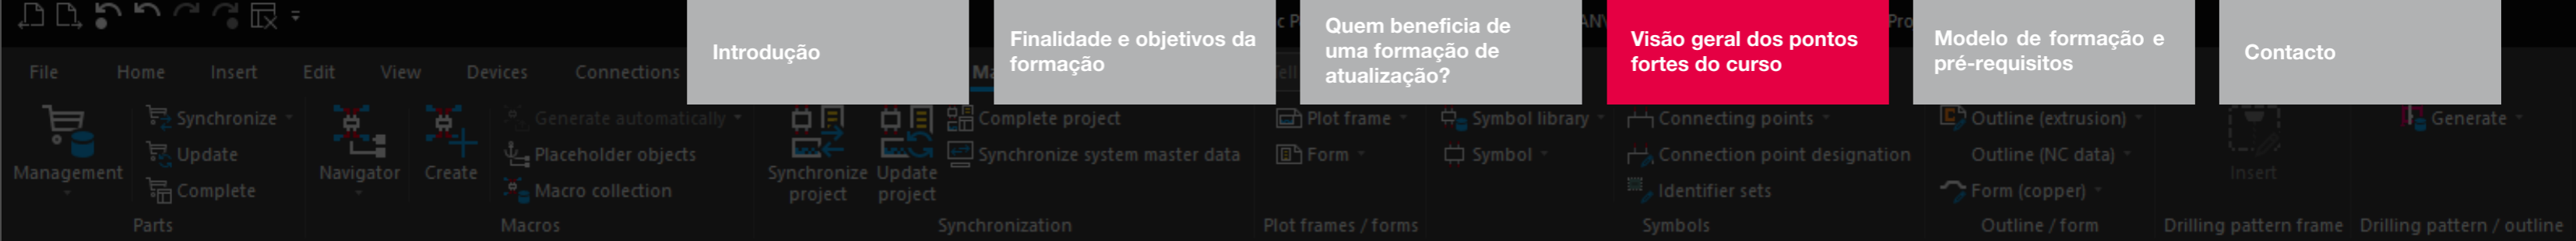 Introdução
Finalidade e objetivos da
formação
Quem beneficia de
uma formação de
atualização?
Visão geral dos pontos
fortes do curso
Modelo de formação e
pré-requisitos
Contacto
File Home Insert Edit View Devices Connections
Management
Synchronize
Update
Complete
Parts
Navigator
Create
Generate automatically
Placeholder objects
Macro collection
Macros
Synchronize
project
Update
project
Complete project
Synchronize system master data
Synchronization
Plot frame
Form
Plot frames / forms
Symbol library
Symbol
Connecting points
Connection point designation
Identifier sets
Symbols
Outline (extrusion)
Outline (NC data)
Form (copper)
Outline / form
Insert
Drilling pattern frame
Generate
Drilling pattern / outline